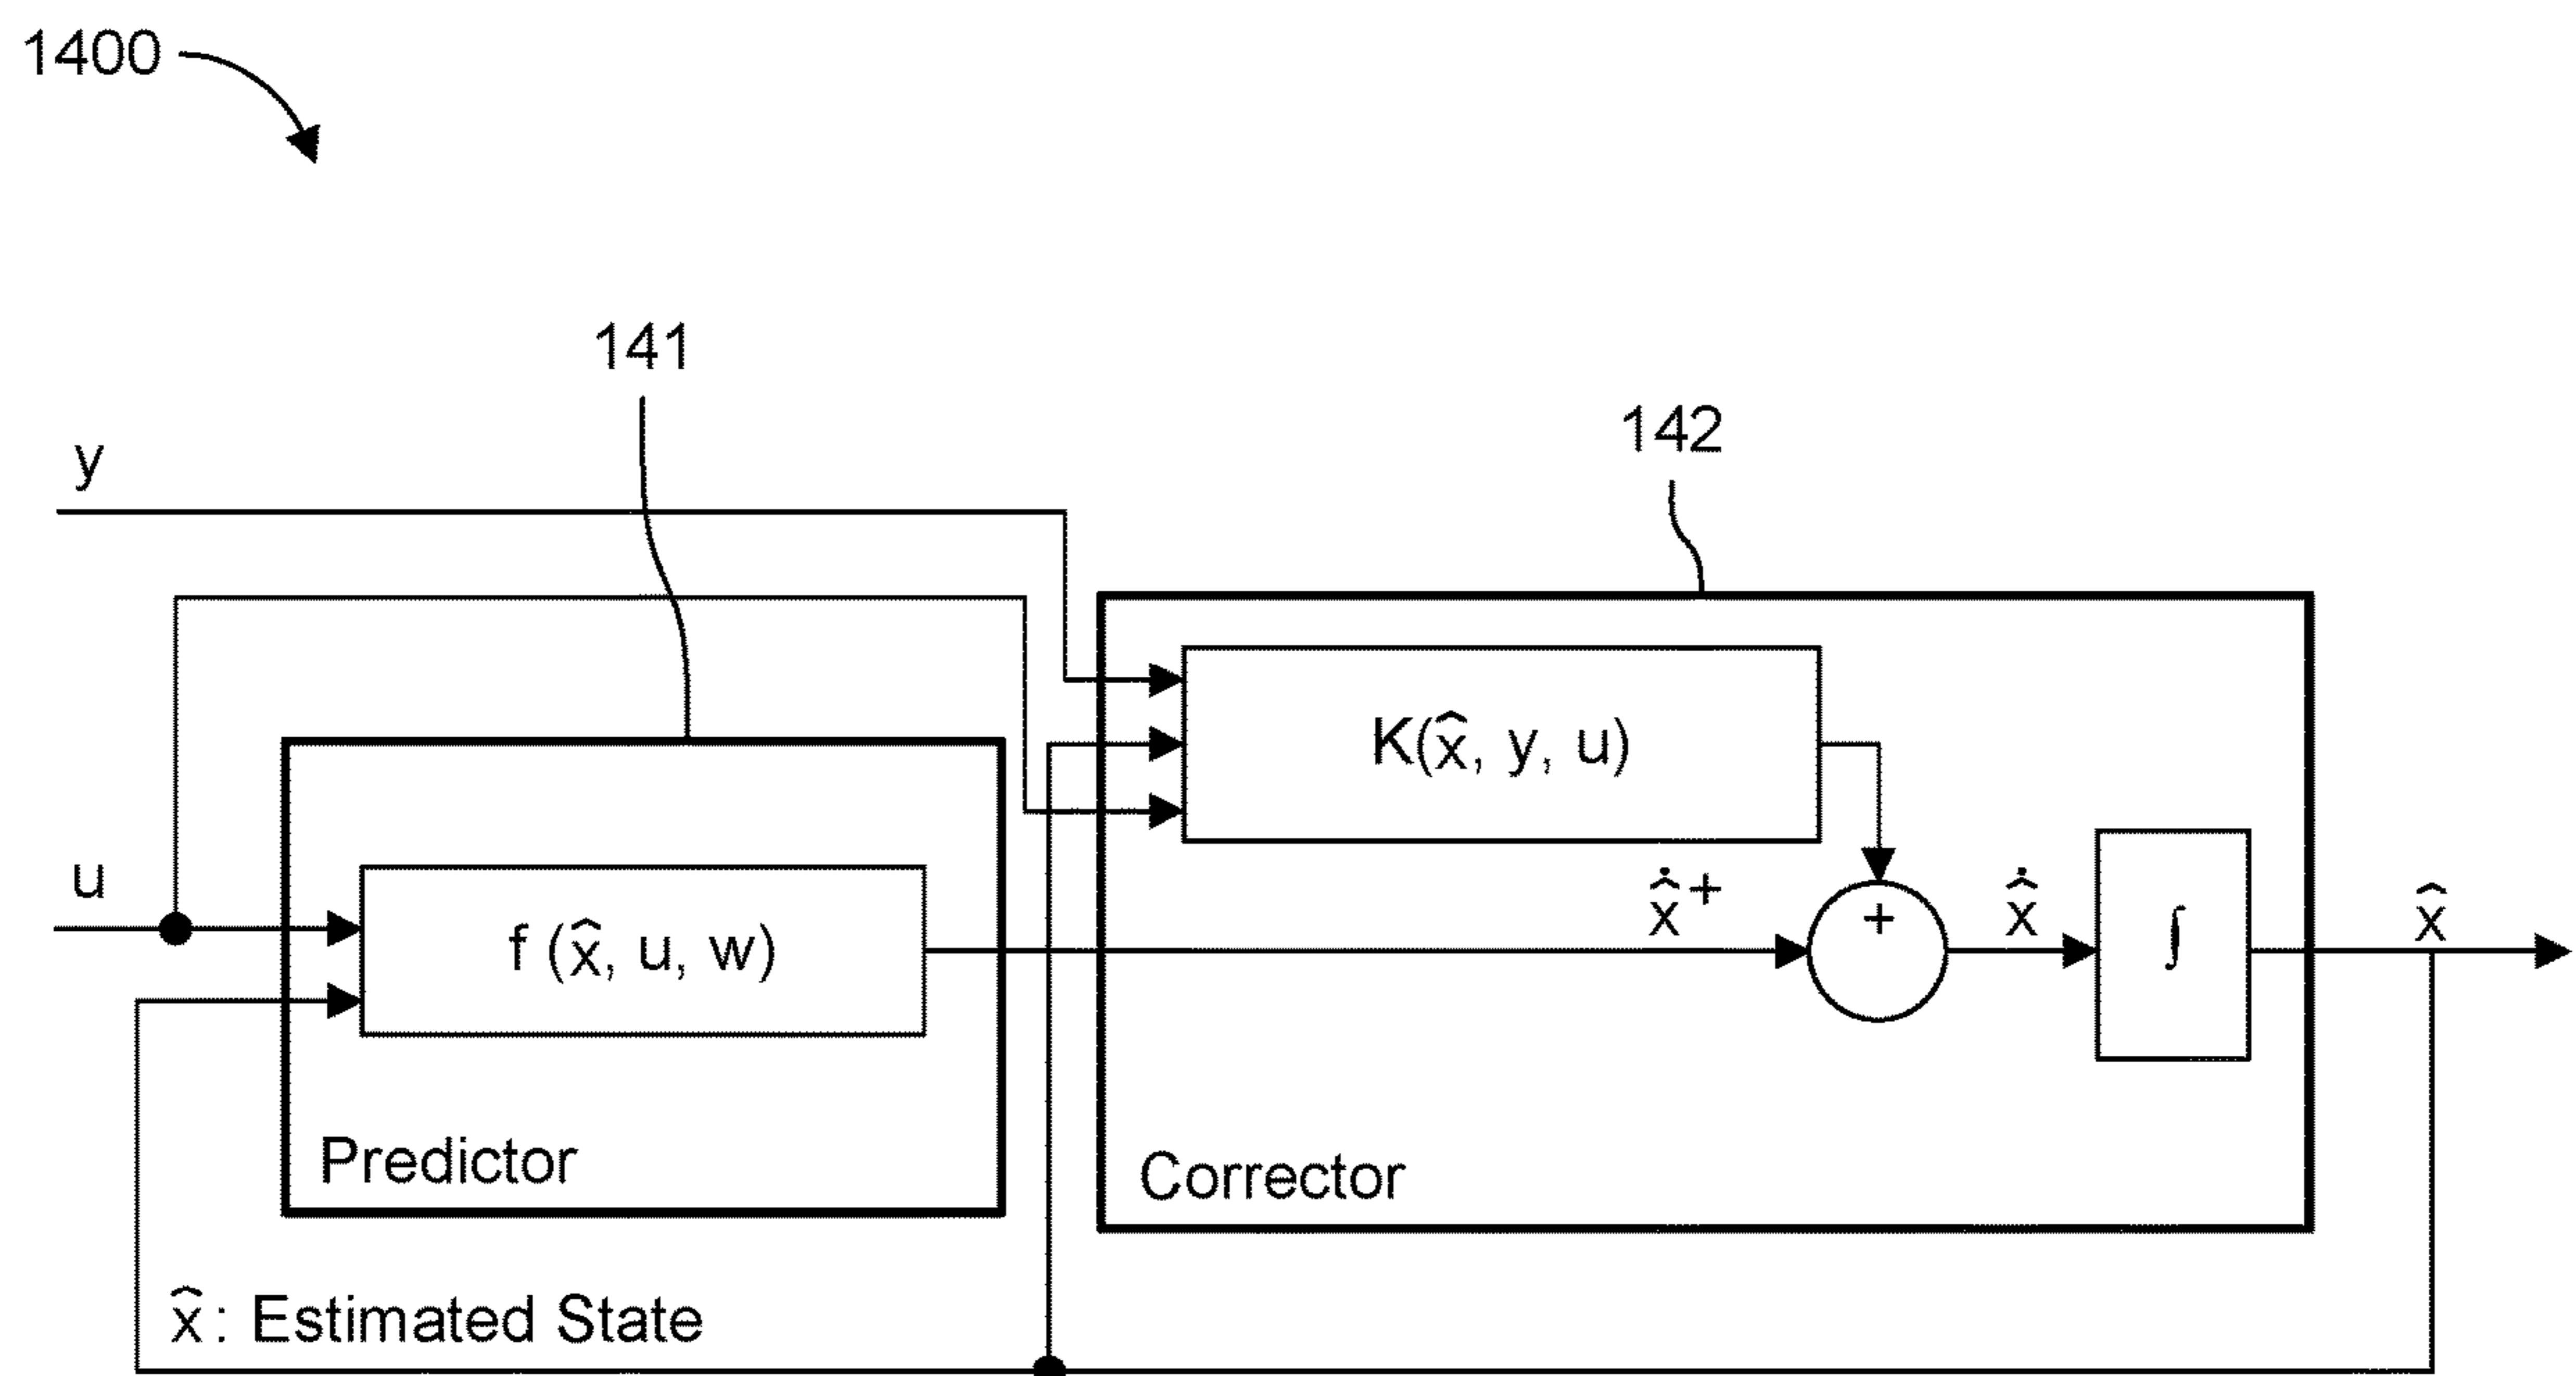 1400
141
142
y
K(x̂, y, u)
u
f (x̂, u, w)
+
x̂̇+
x̂̇
∫
x̂
Predictor
Corrector
x̂: Estimated State